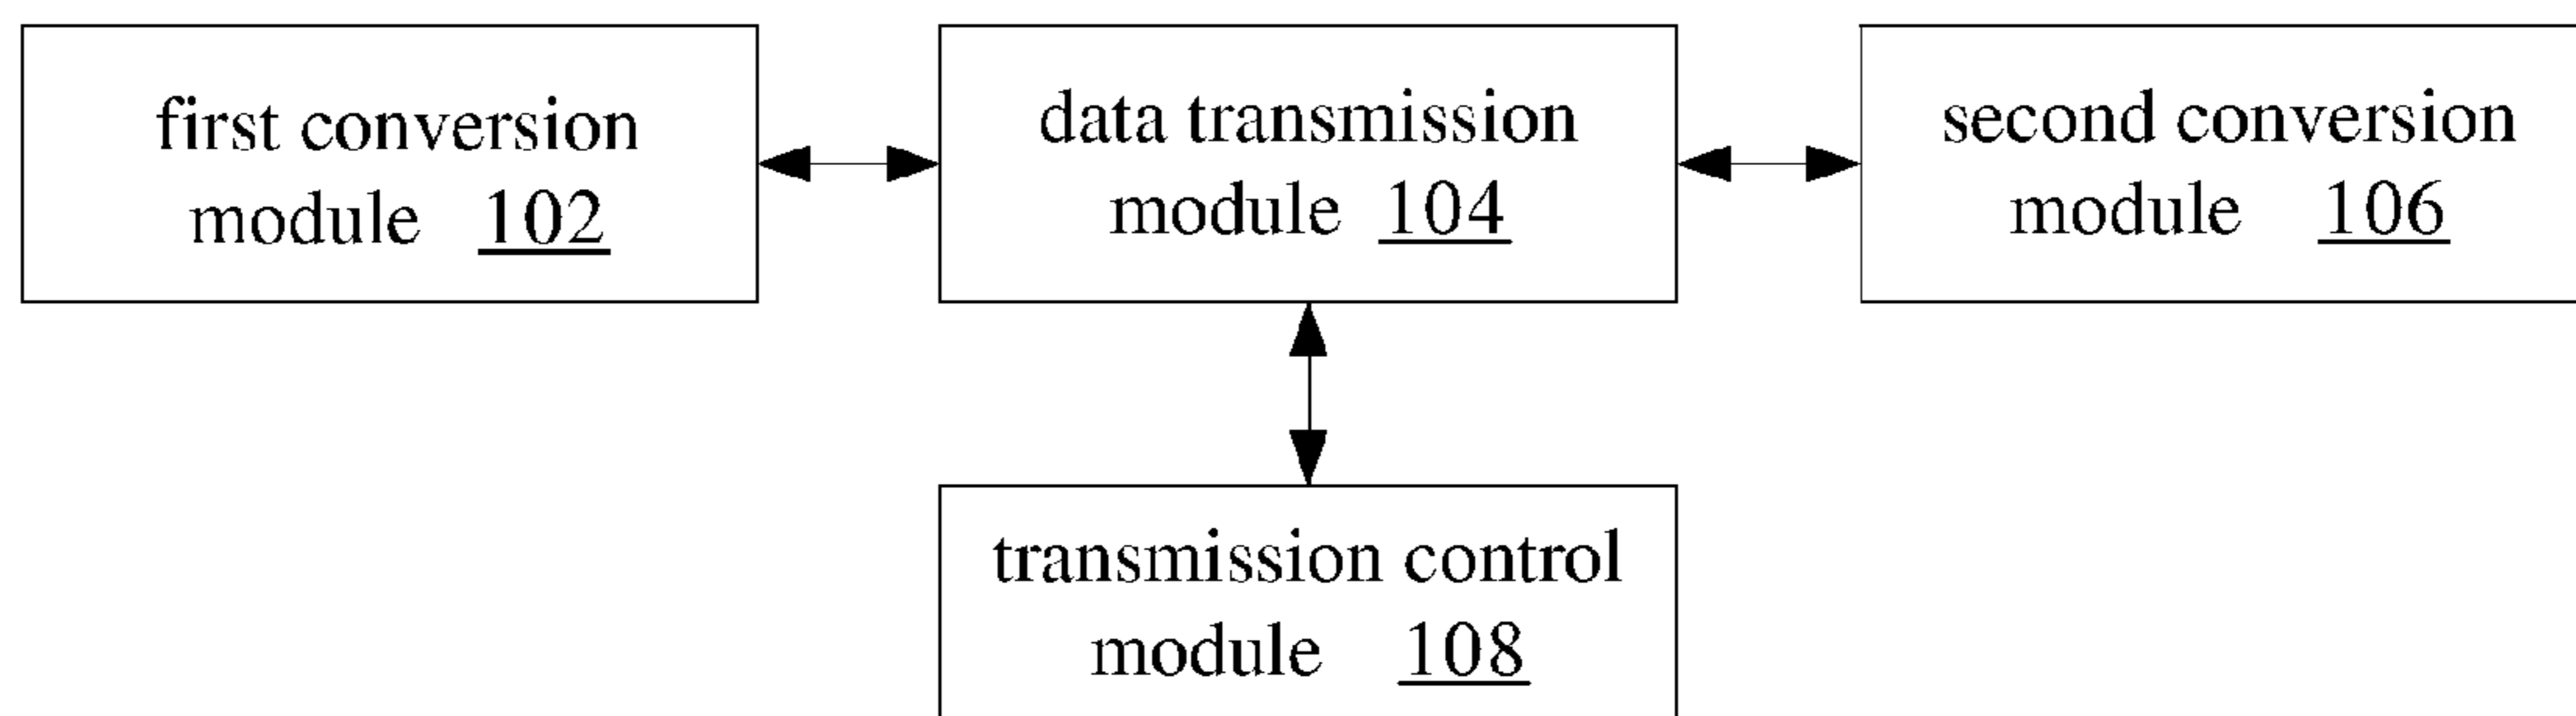 first conversion
module 102
data transmission
module 104
second conversion
module 106
transmission control
module 108